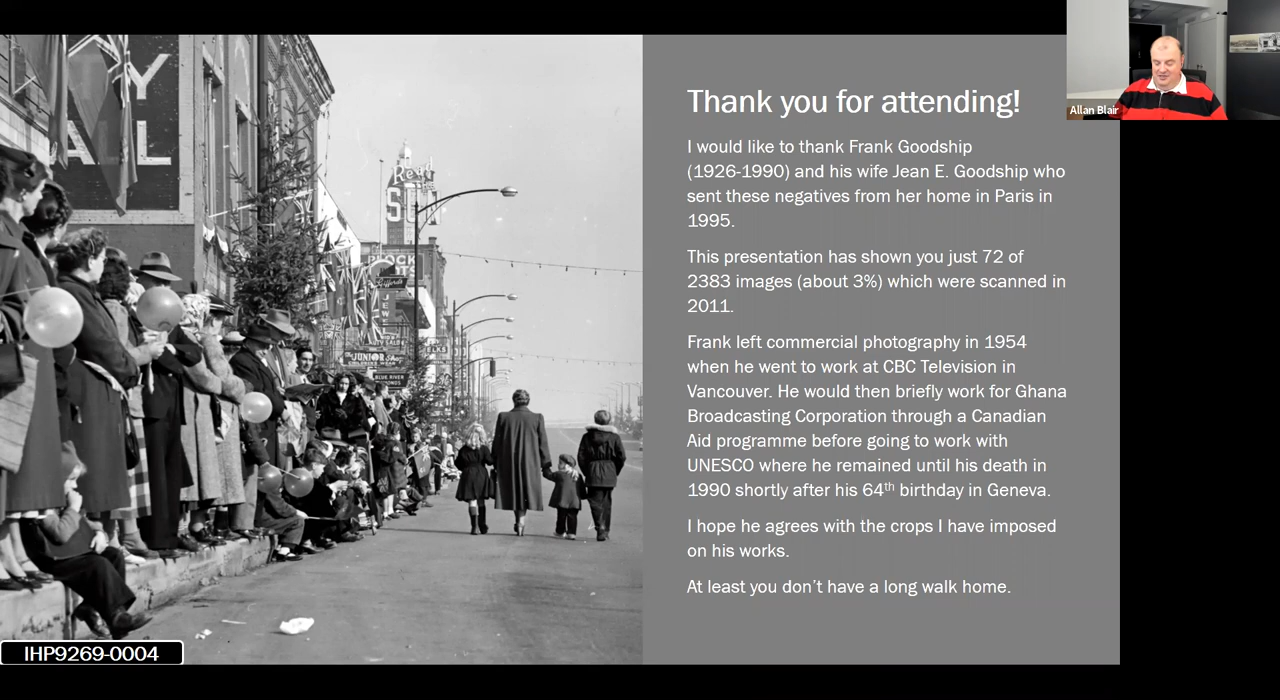 Thank you for attending!
I would like to thank Frank Goodship
(1926-1990) and his wife Jean E. Goodship who
sent these negatives from her home in Paris in
1995.
This presentation has shown you just 72 of
2383 images (about 3%) which were scanned in
2011.
Frank left commercial photography in 1954
when he went to work at CBC Television in
Vancouver. He would then briefly work for Ghana
Broadcasting Corporation through a Canadian
Aid programme before going to work with
UNESCO where he remained until his death in
1990 shortly after his 64th birthday in Geneva.
I hope he agrees with the crops I have imposed
on his works.
At least you don’t have a long walk home.
Allan Blair
IHP9269-0004
Read
SUN
JUNIOR
BLUE RIVER